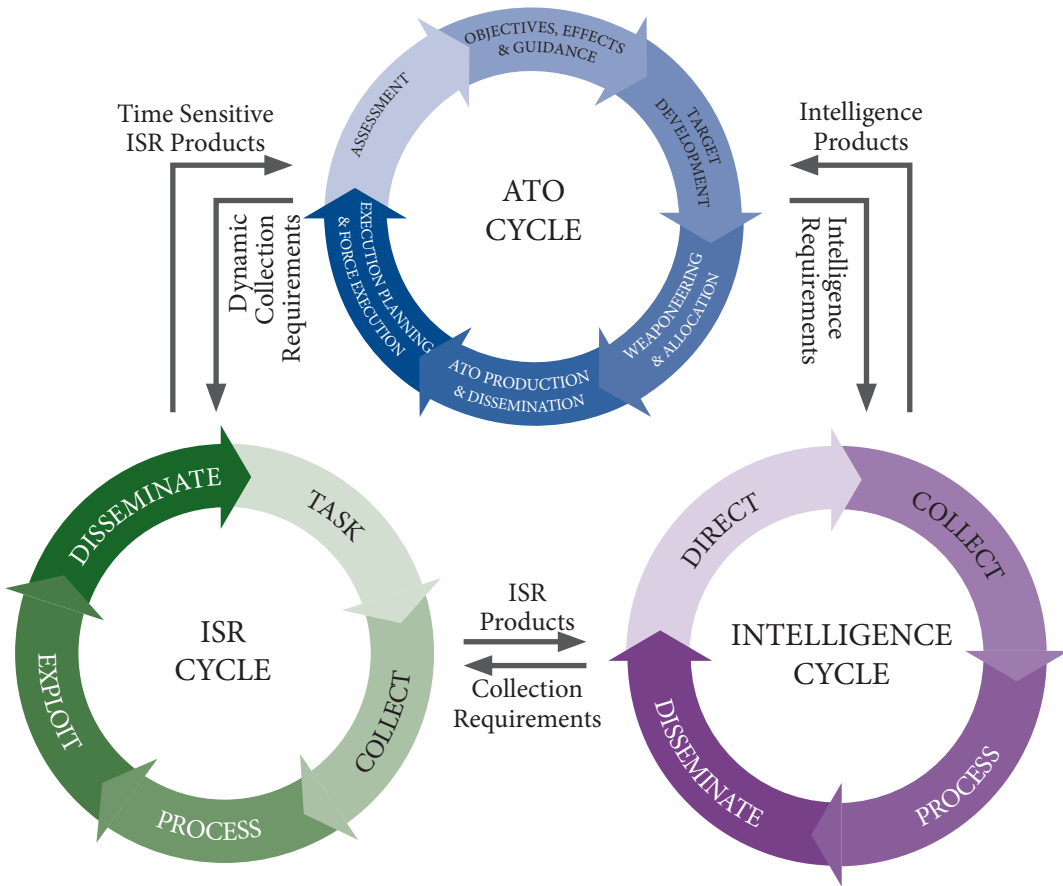 OBJECTIVES, EFFECTS
& GUIDANCE
TARGET
DEVELOPMENT
WEAPONEERING
& ALLOCATION
ATO PRODUCTION
& DISSEMINATION
EXECUTION PLANNING
& FORCE EXECUTION
ASSESSMENT
ATO
CYCLE
Time Sensitive
ISR Products
Dynamic
Collection
Requirements
Intelligence
Products
Intelligence
Requirements
DISSEMINATE
TASK
COLLECT
PROCESS
EXPLOIT
ISR
CYCLE
ISR
Products
Collection
Requirements
DIRECT
COLLECT
PROCESS
DISSEMINATE
INTELLIGENCE
CYCLE